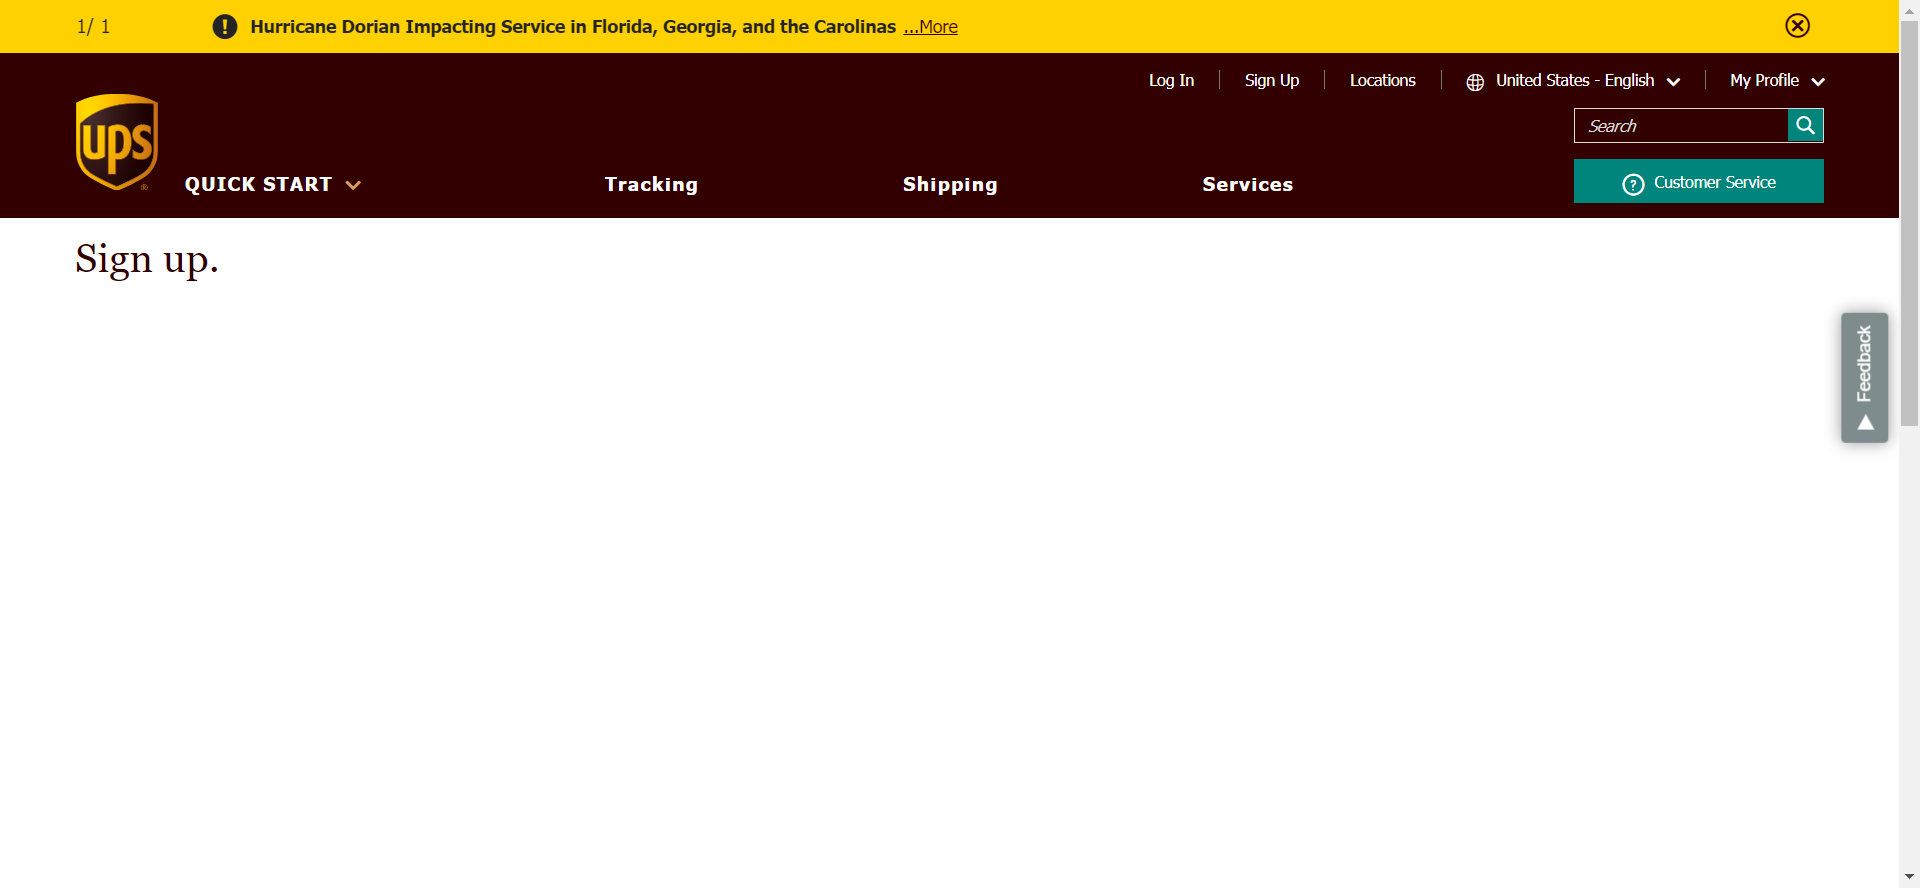 1/ 1
Hurricane Dorian Impacting Service in Florida, Georgia, and the Carolinas ...More
Log In
Sign Up
Locations
United States - English
My Profile
Search
ups
QUICK START
Tracking
Shipping
Services
Customer Service
Sign up.
Feedback